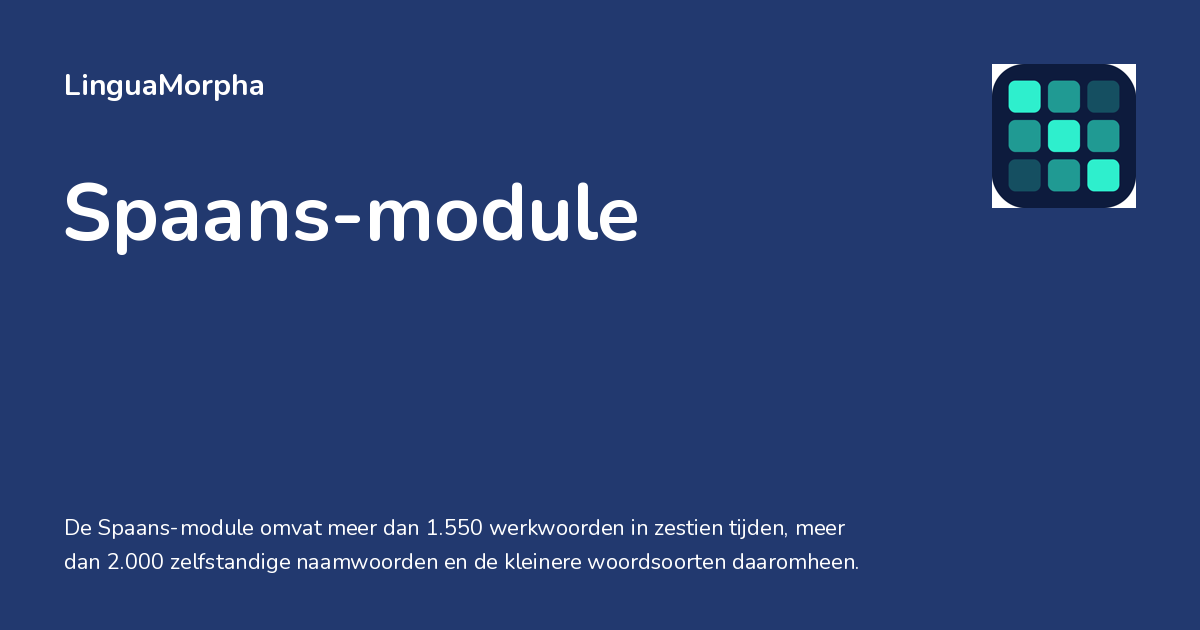 LinguaMorpha
Spaans-module
De Spaans-module omvat meer dan 1.550 werkwoorden in zestien tijden, meer
dan 2.000 zelfstandige naamwoorden en de kleinere woordsoorten daaromheen.